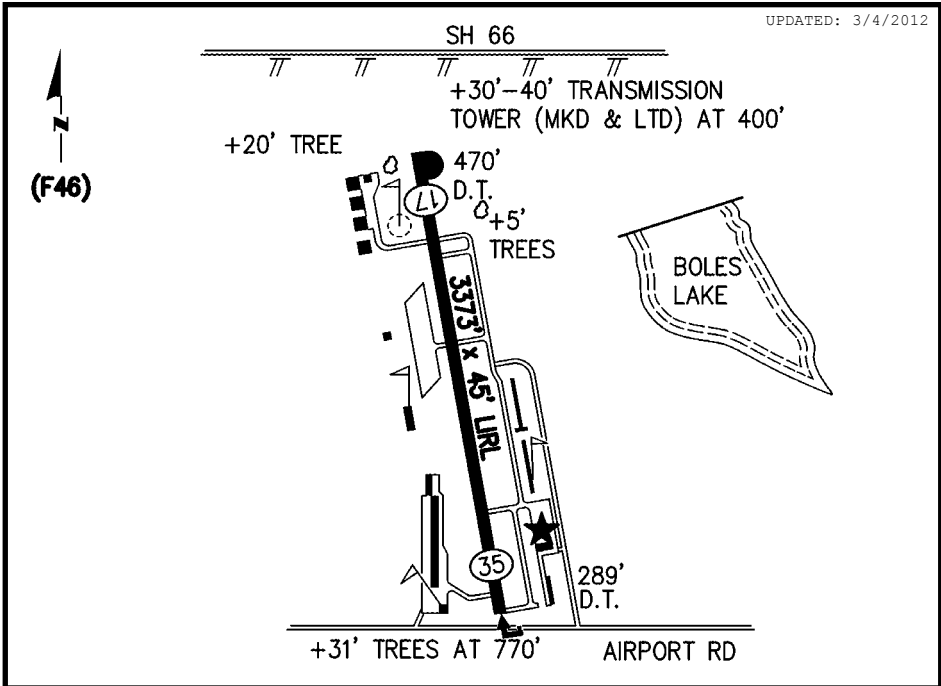 UPDATED: 3/4/2012
SH 66
+30'-40' TRANSMISSION
TOWER (MKD & LTD) AT 400'
+20' TREE
N
(F46)
470'
D.T.
17
+5'
TREES
BOLES
LAKE
3373' x 45' LIRL
35
289'
D.T.
+31' TREES AT 770'
AIRPORT RD